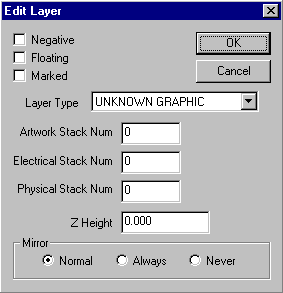 Edit Layer
Negative
Floating
Marked
OK
Cancel
Layer Type UNKNOWN GRAPHIC
Artwork Stack Num 0
Electrical Stack Num 0
Physical Stack Num 0
Z Height 0.000
Mirror
Normal Always Never